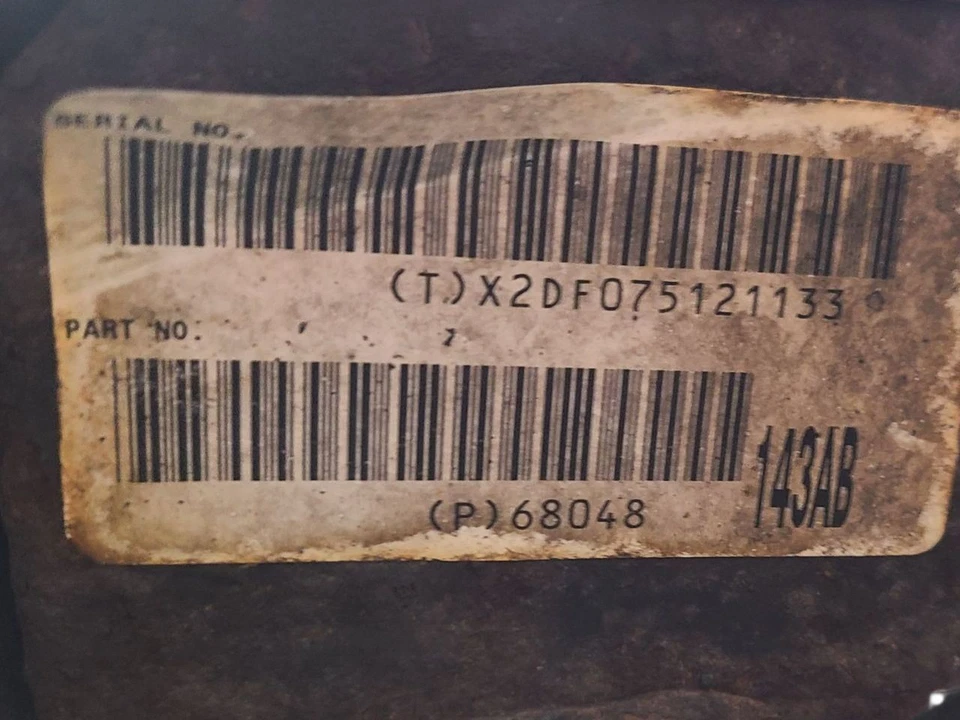 SERIAL NO.
(T)X2DF075121133
PART NO.
143AB
(P)68048